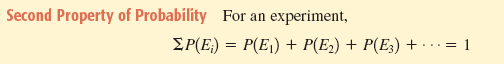 Second Property of Probability For an experiment,
ΣP(Eᵢ) = P(E₁) + P(E₂) + P(E₃) + · · · = 1